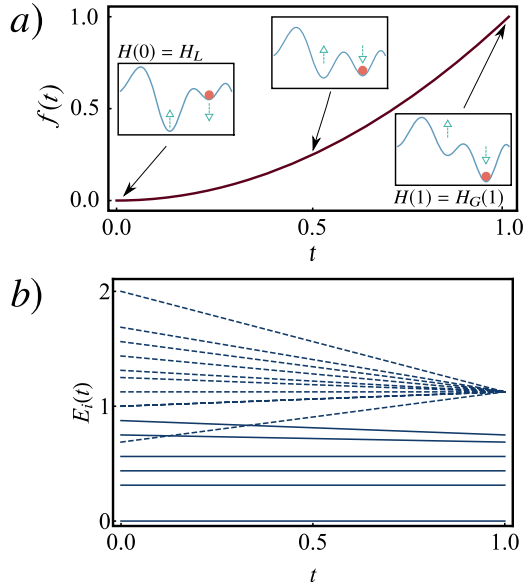 a)
f(t)
1.0
0.5
0.0
H(0) = H_L
H(1) = H_G(1)
0.0 0.5 1.0
t
b)
E_i(t)
2
1
0
0.0 0.5 1.0
t